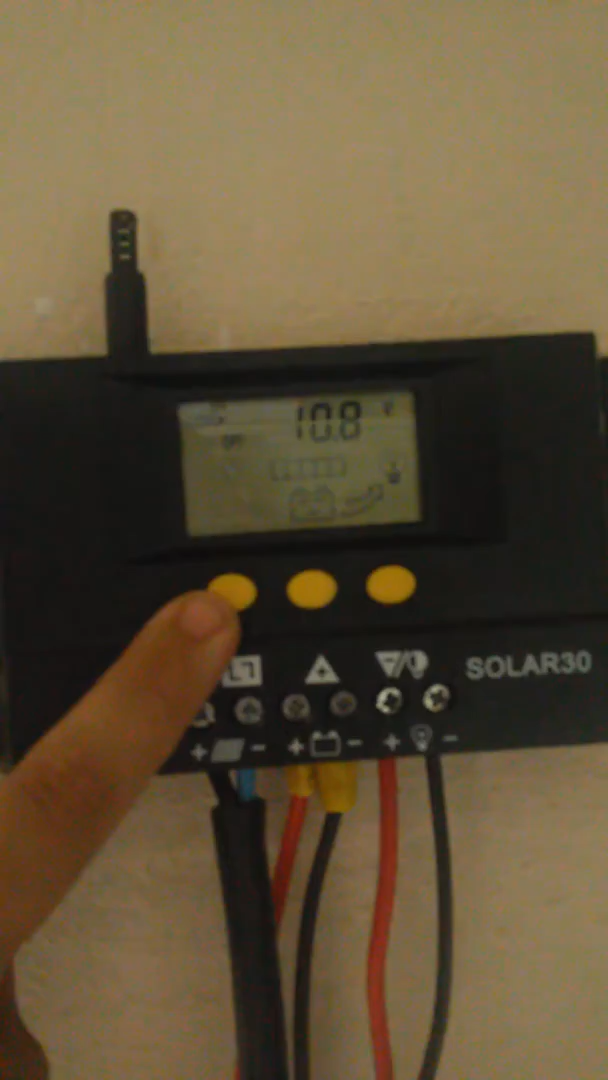 10.8 V
SOLAR30
+ - + - + -